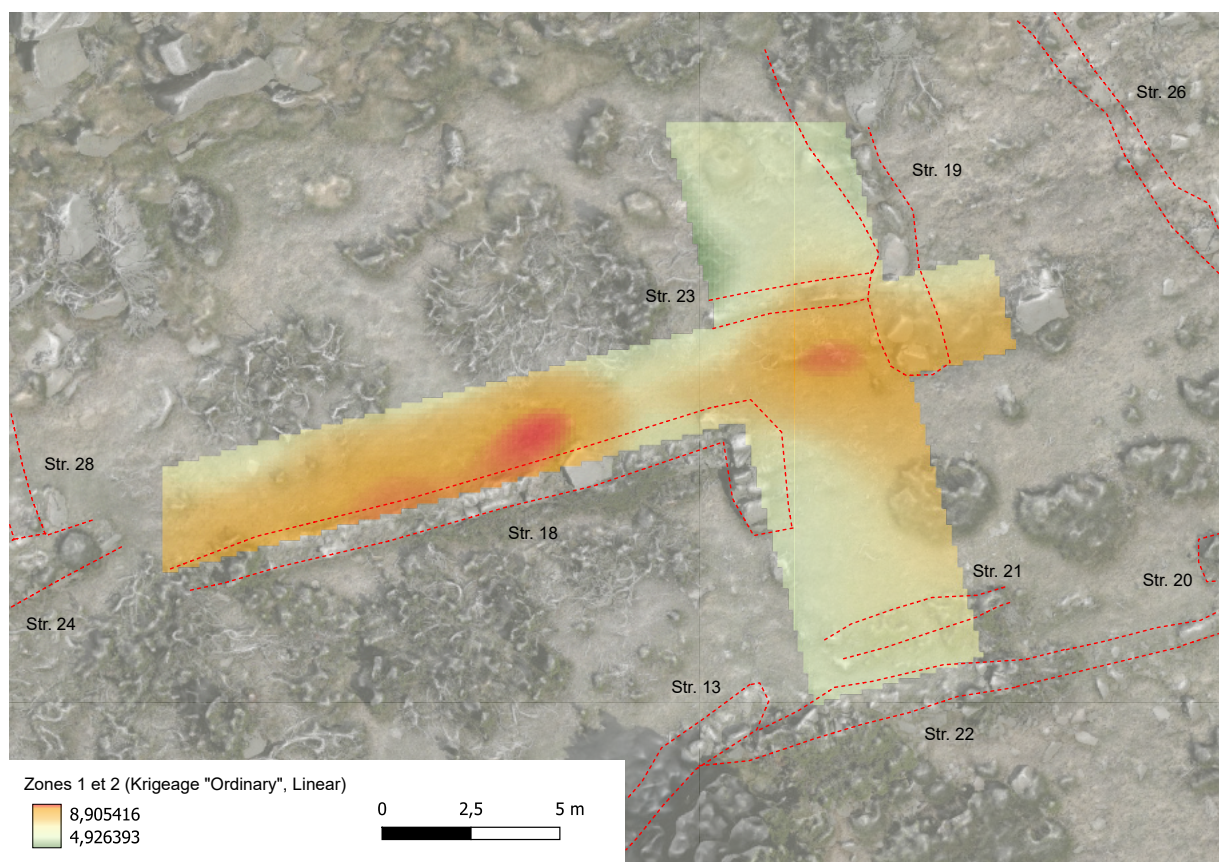 Str. 26
Str. 19
Str. 23
Str. 28
Str. 18
Str. 21
Str. 20
Str. 24
Str. 13
Str. 22
Zones 1 et 2 (Krigeage "Ordinary", Linear)
8,905416
4,926393
0 2,5 5 m